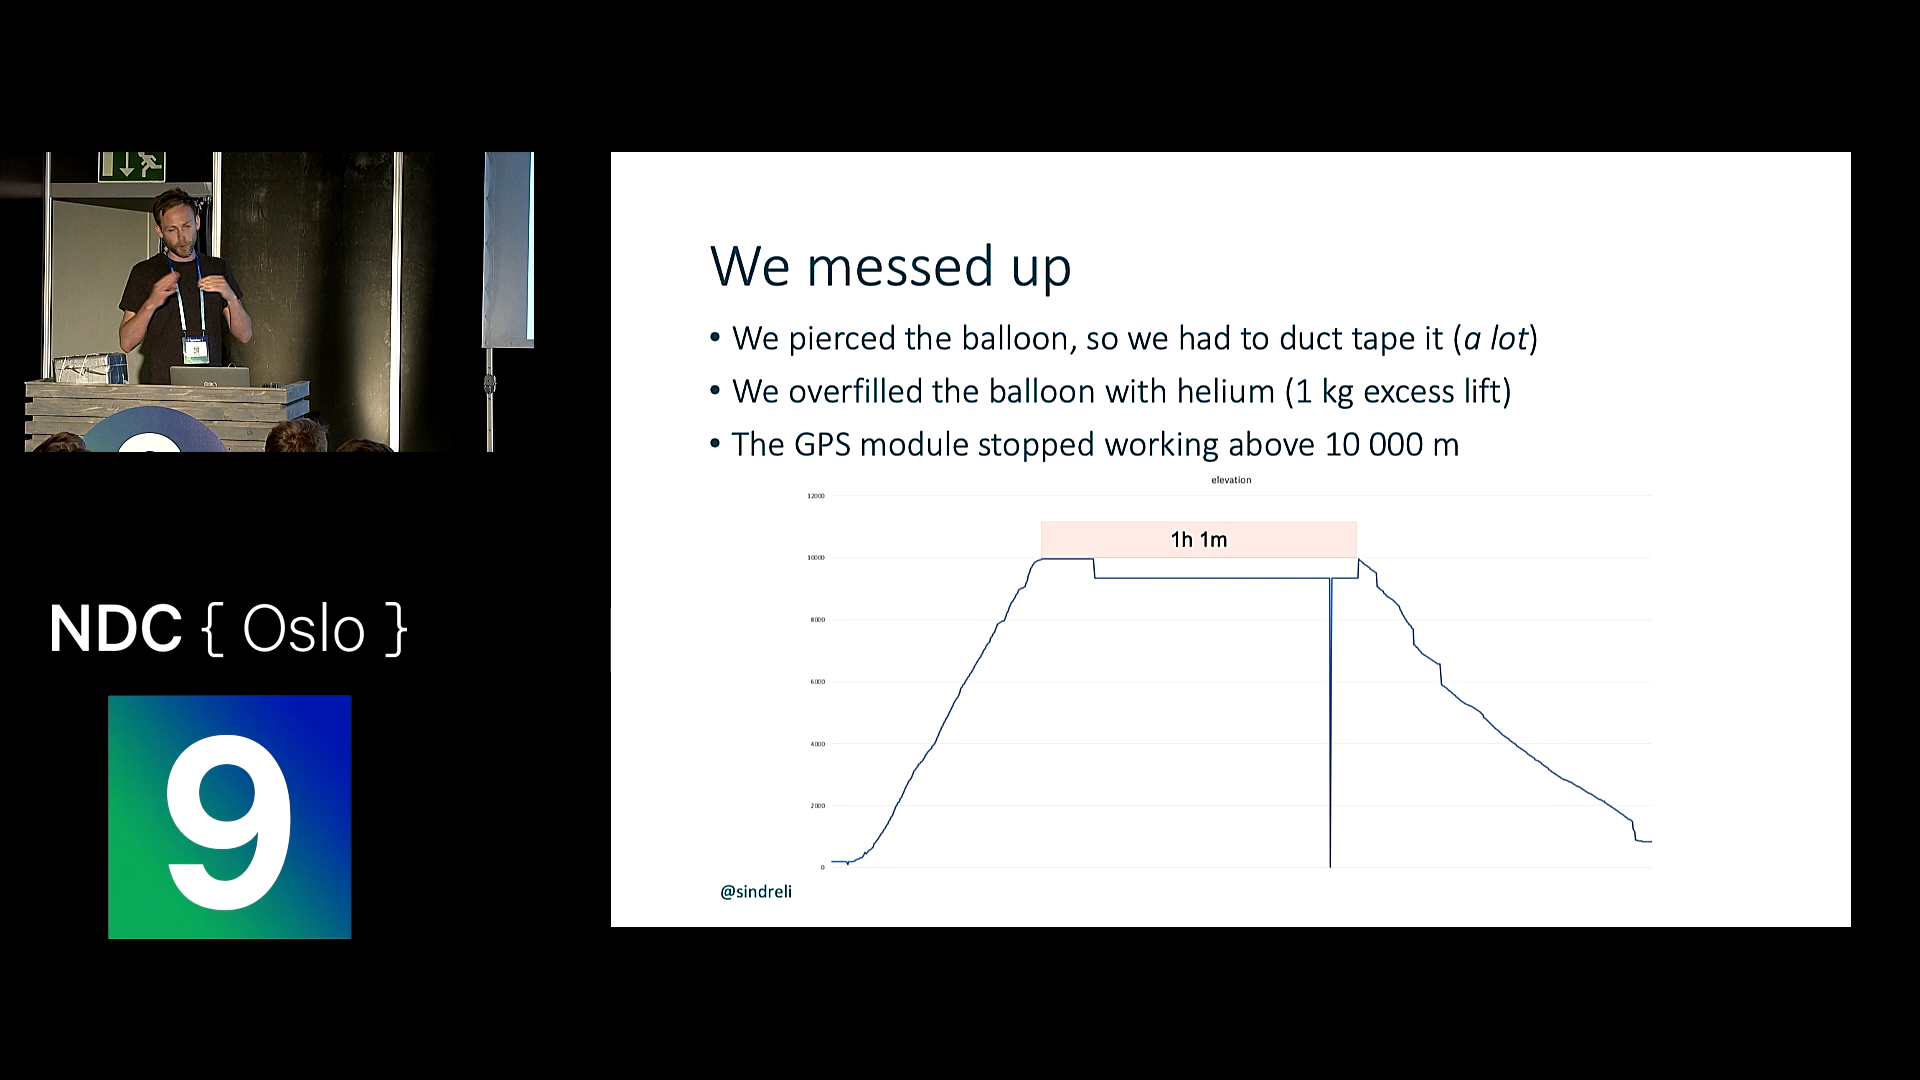 We messed up
• We pierced the balloon, so we had to duct tape it (a lot)
• We overfilled the balloon with helium (1 kg excess lift)
• The GPS module stopped working above 10 000 m
elevation
12000
1h 1m
10000
8000
6000
4000
2000
0
@sindreli
NDC { Oslo }
9